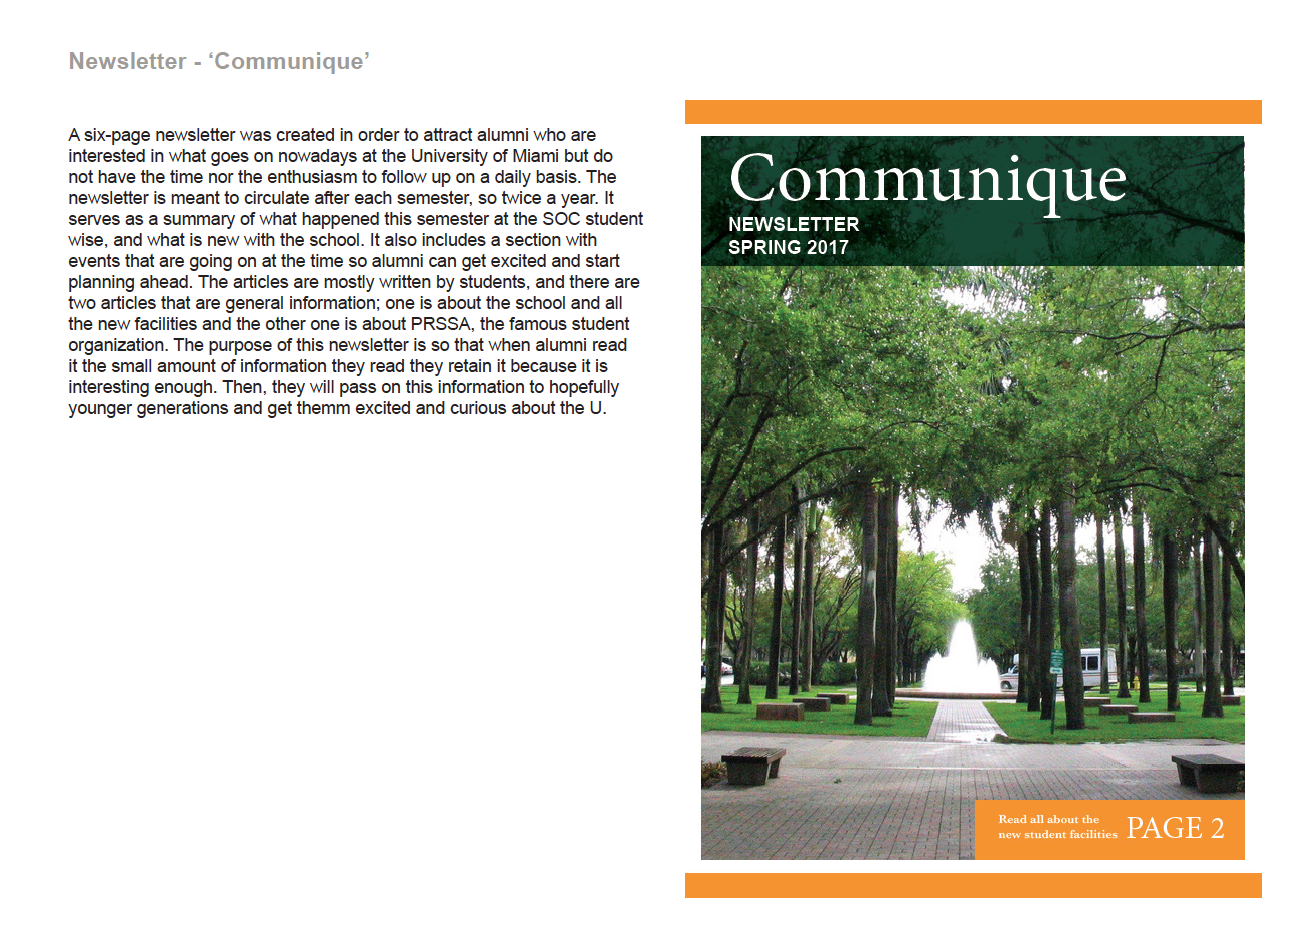 Newsletter - ‘Communique’
A six-page newsletter was created in order to attract alumni who are
interested in what goes on nowadays at the University of Miami but do
not have the time nor the enthusiasm to follow up on a daily basis. The
newsletter is meant to circulate after each semester, so twice a year. It
serves as a summary of what happened this semester at the SOC student
wise, and what is new with the school. It also includes a section with
events that are going on at the time so alumni can get excited and start
planning ahead. The articles are mostly written by students, and there are
two articles that are general information; one is about the school and all
the new facilities and the other one is about PRSSA, the famous student
organization. The purpose of this newsletter is so that when alumni read
it the small amount of information they read they retain it because it is
interesting enough. Then, they will pass on this information to hopefully
younger generations and get themm excited and curious about the U.
Communique
NEWSLETTER
SPRING 2017
Read all about the
new student facilities
PAGE 2